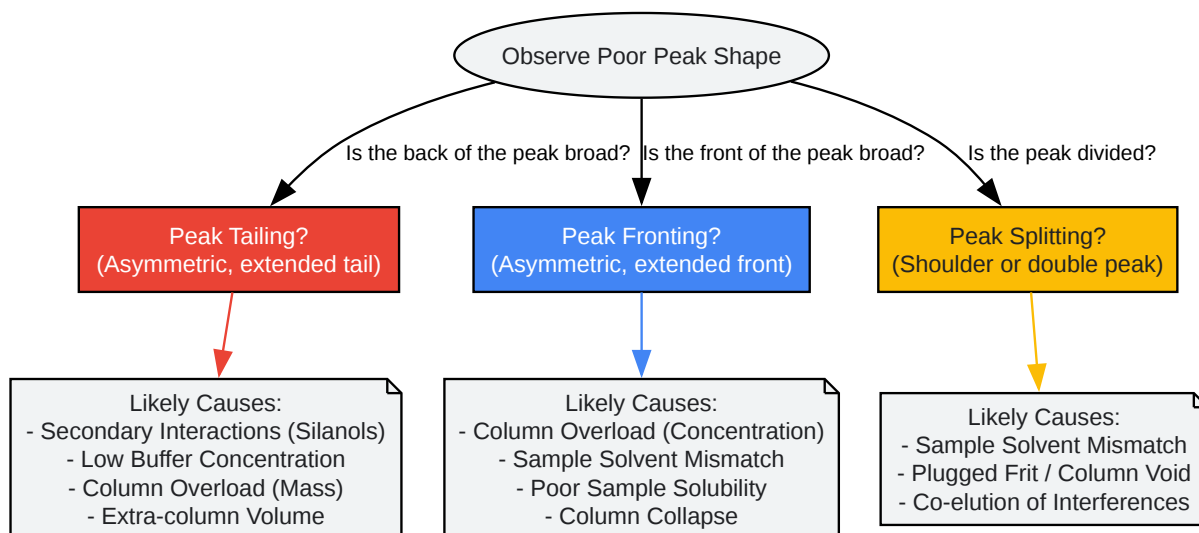 Observe Poor Peak Shape
Is the back of the peak broad?
Is the front of the peak broad?
Is the peak divided?
Peak Tailing?
(Asymmetric, extended tail)
Peak Fronting?
(Asymmetric, extended front)
Peak Splitting?
(Shoulder or double peak)
Likely Causes:
- Secondary Interactions (Silanols)
- Low Buffer Concentration
- Column Overload (Mass)
- Extra-column Volume
Likely Causes:
- Column Overload (Concentration)
- Sample Solvent Mismatch
- Poor Sample Solubility
- Column Collapse
Likely Causes:
- Sample Solvent Mismatch
- Plugged Frit / Column Void
- Co-elution of Interferences